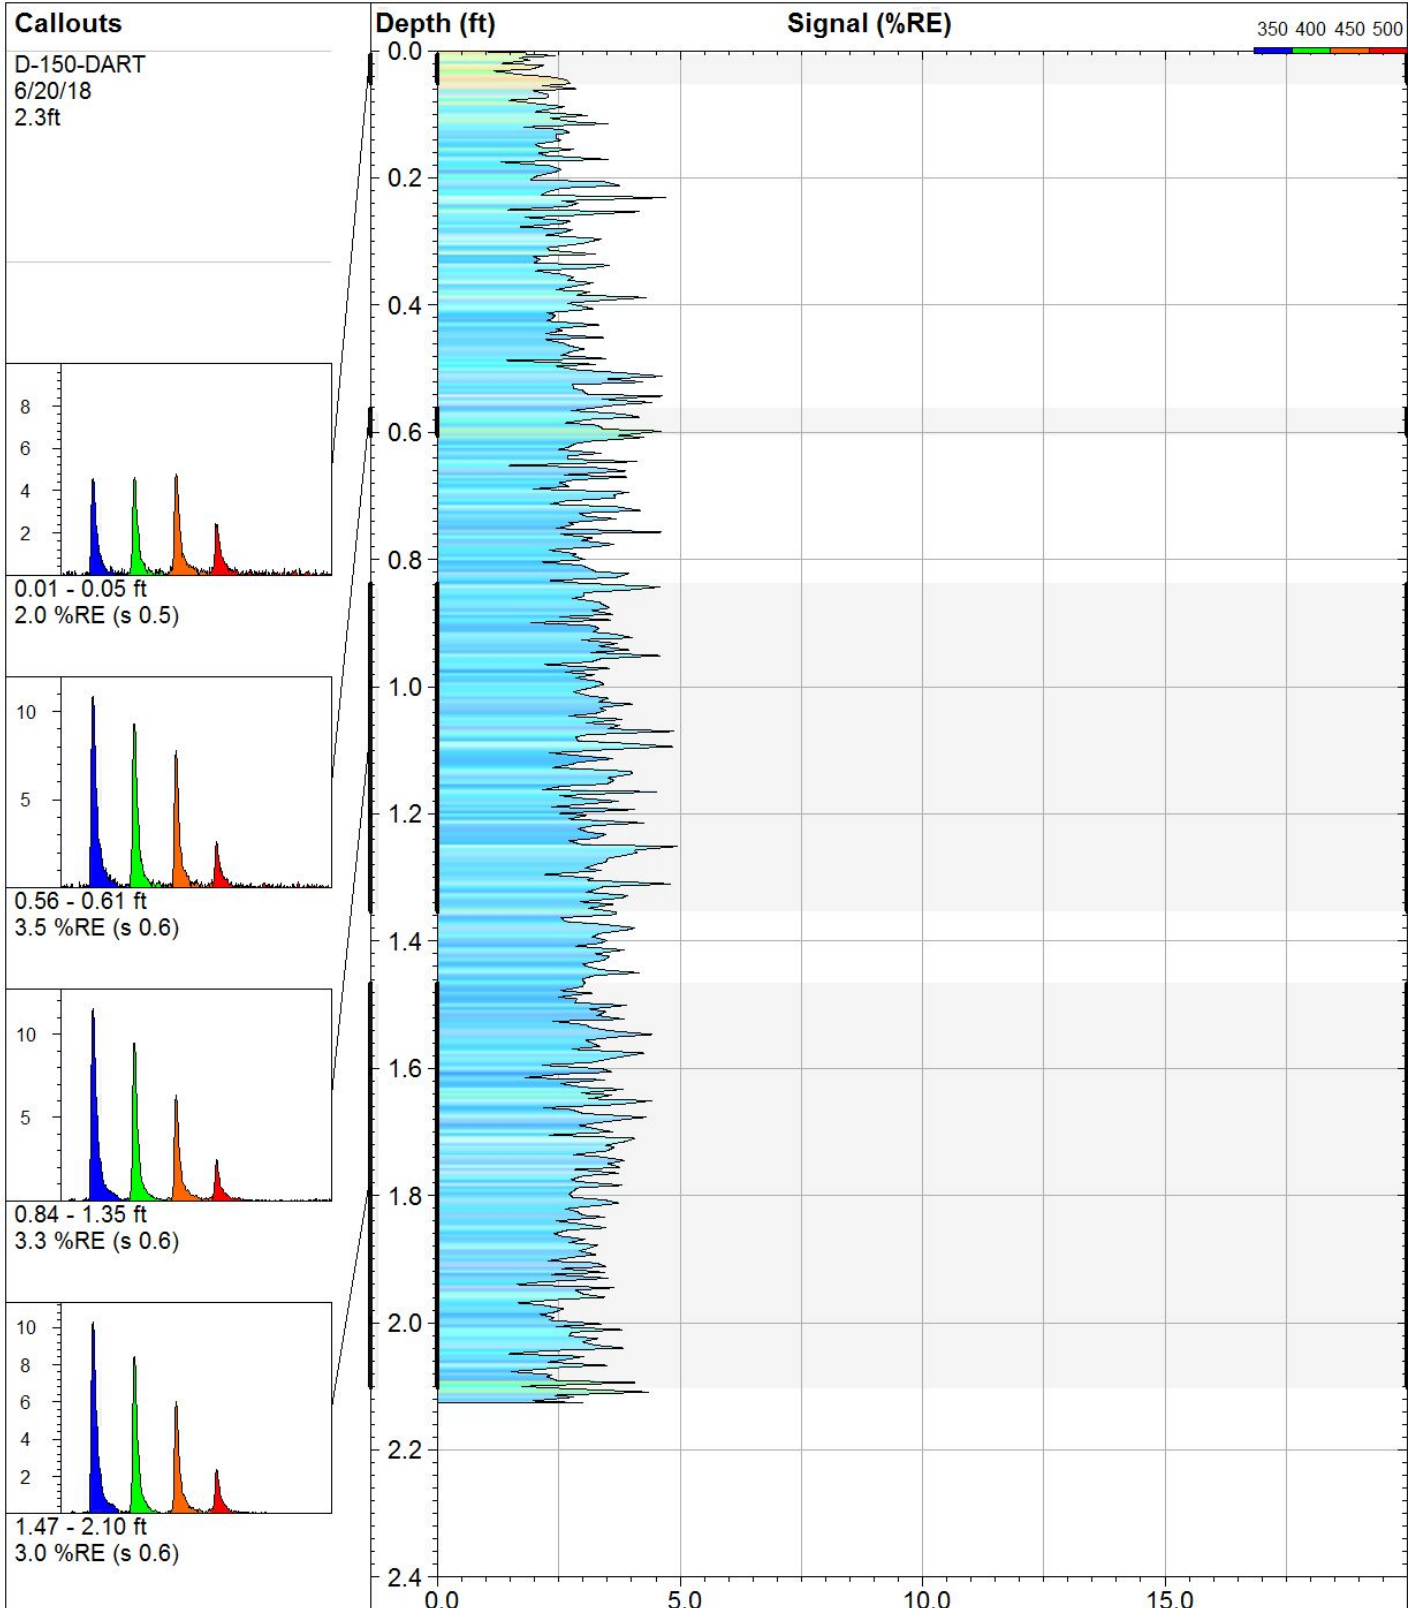 Callouts
D-150-DART
6/20/18
2.3ft
8
6
4
2
0.01 - 0.05 ft
2.0 %RE (s 0.5)
10
5
0.56 - 0.61 ft
3.5 %RE (s 0.6)
10
5
0.84 - 1.35 ft
3.3 %RE (s 0.6)
10
8
6
4
2
1.47 - 2.10 ft
3.0 %RE (s 0.6)
Depth (ft)
Signal (%RE)
350 400 450 500
0.0
0.2
0.4
0.6
0.8
1.0
1.2
1.4
1.6
1.8
2.0
2.2
2.4
0.0 5.0 10.0 15.0